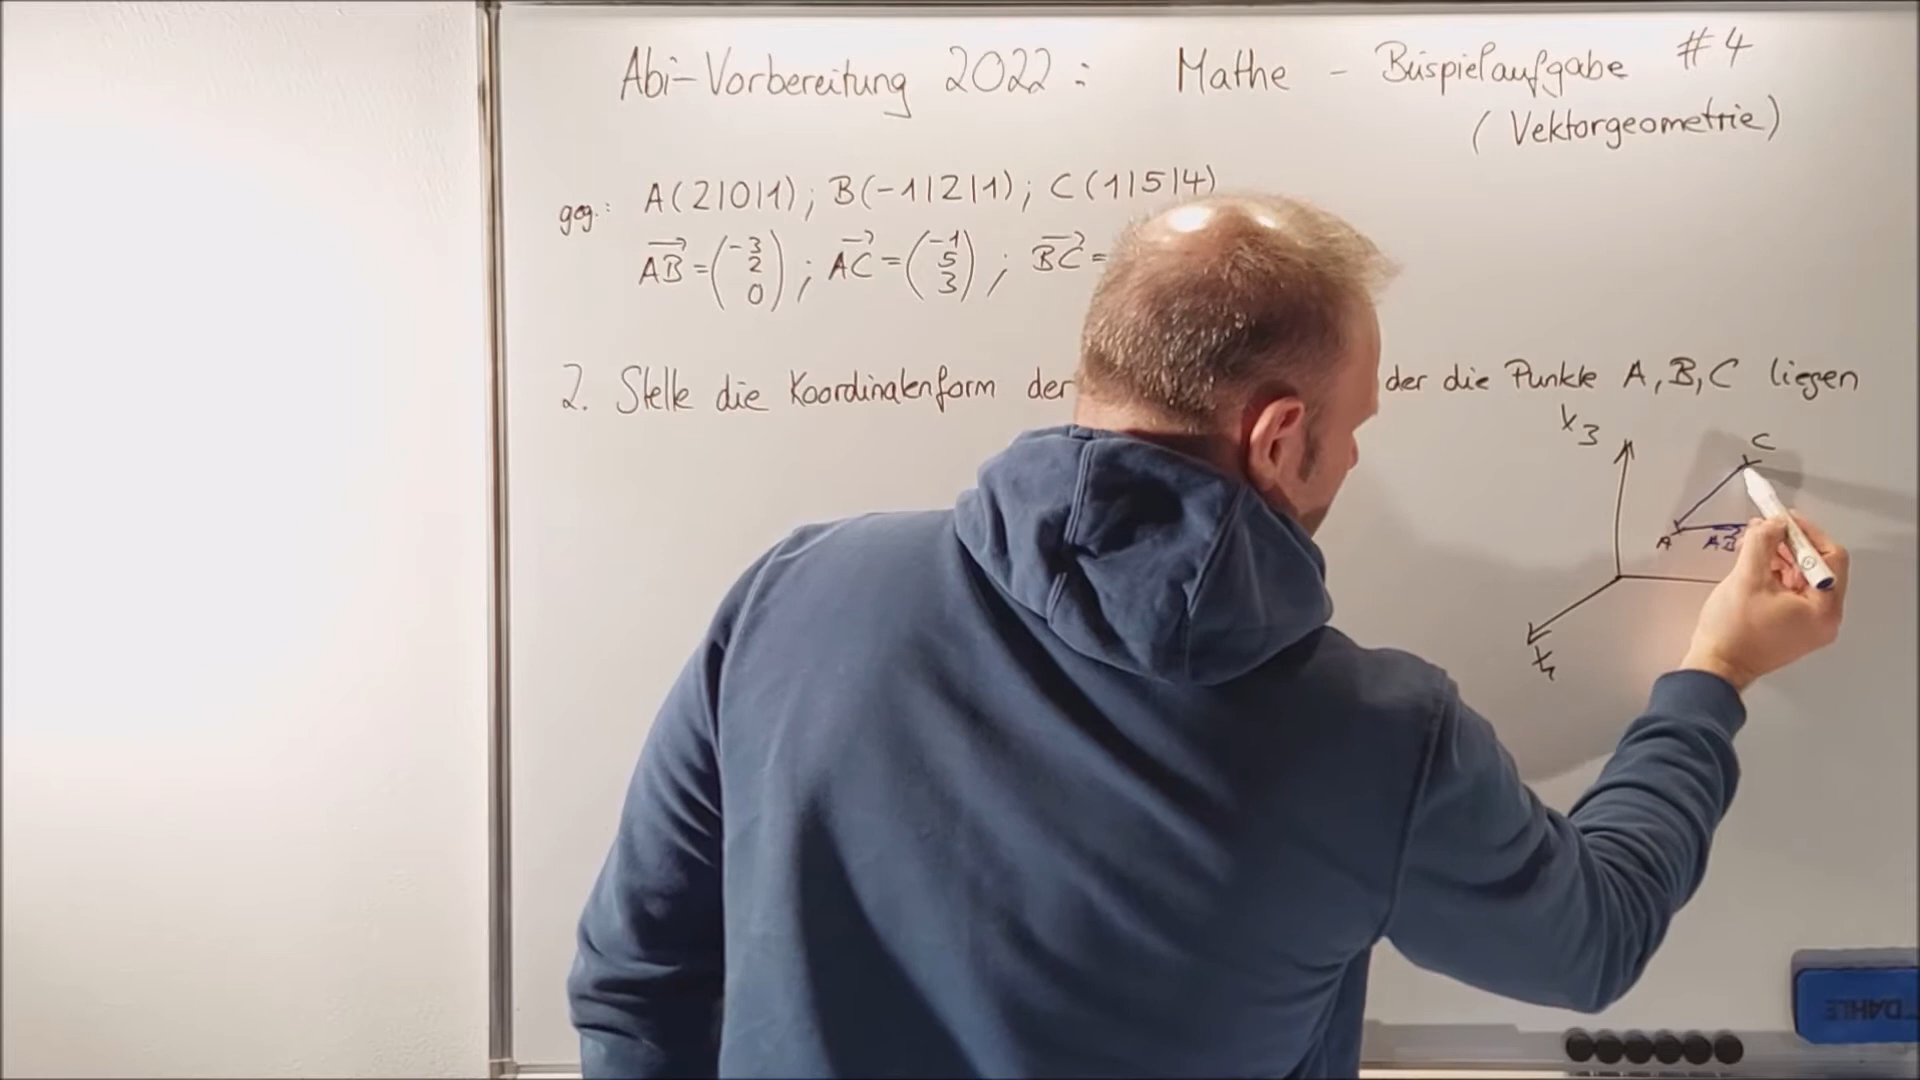 Abi-Vorbereitung 2022: Mathe - Beispielaufgabe #4
(Vektorgeometrie)
geg.: A(2|0|1); B(-1|2|1); C(1|5|4)
AB⃗ = (-3 2 0); AC⃗ = (-1 5 3); BC⃗ =
2. Stelle die Koordinatenform der der die Punkte A, B, C liegen
x3
C
A AB⃗
x1
DAHLE